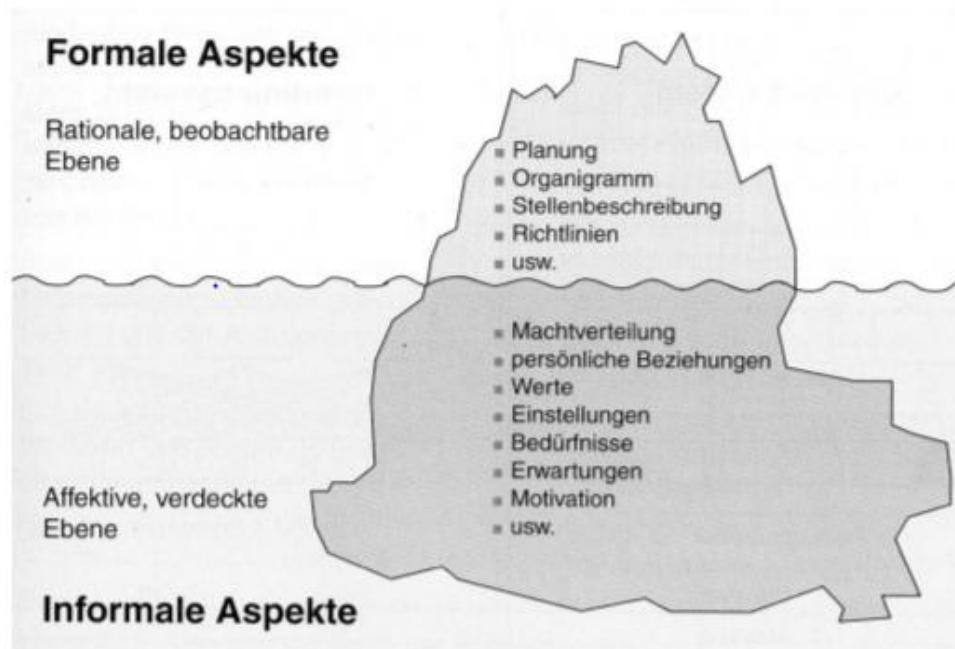 Formale Aspekte
Rationale, beobachtbare
Ebene
Planung
Organigramm
Stellenbeschreibung
Richtlinien
usw.
Machtverteilung
persönliche Beziehungen
Werte
Einstellungen
Bedürfnisse
Erwartungen
Motivation
usw.
Affektive, verdeckte
Ebene
Informale Aspekte